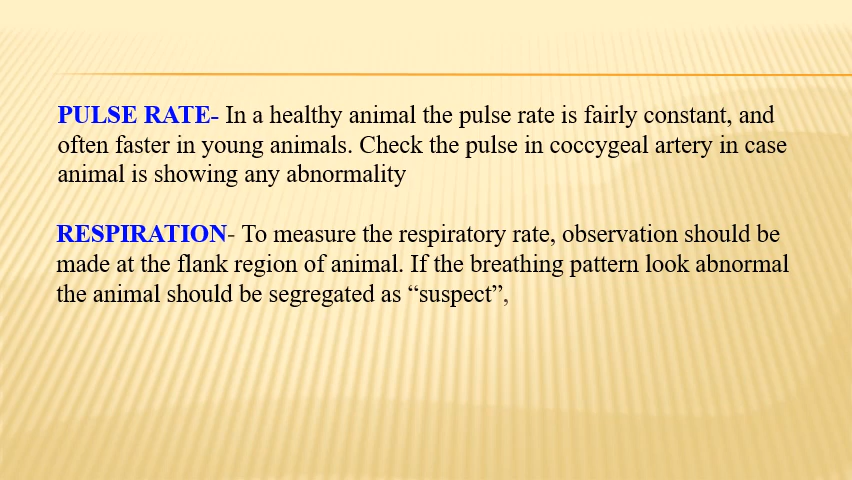 PULSE RATE- In a healthy animal the pulse rate is fairly constant, and
often faster in young animals. Check the pulse in coccygeal artery in case
animal is showing any abnormality
RESPIRATION- To measure the respiratory rate, observation should be
made at the flank region of animal. If the breathing pattern look abnormal
the animal should be segregated as “suspect”,